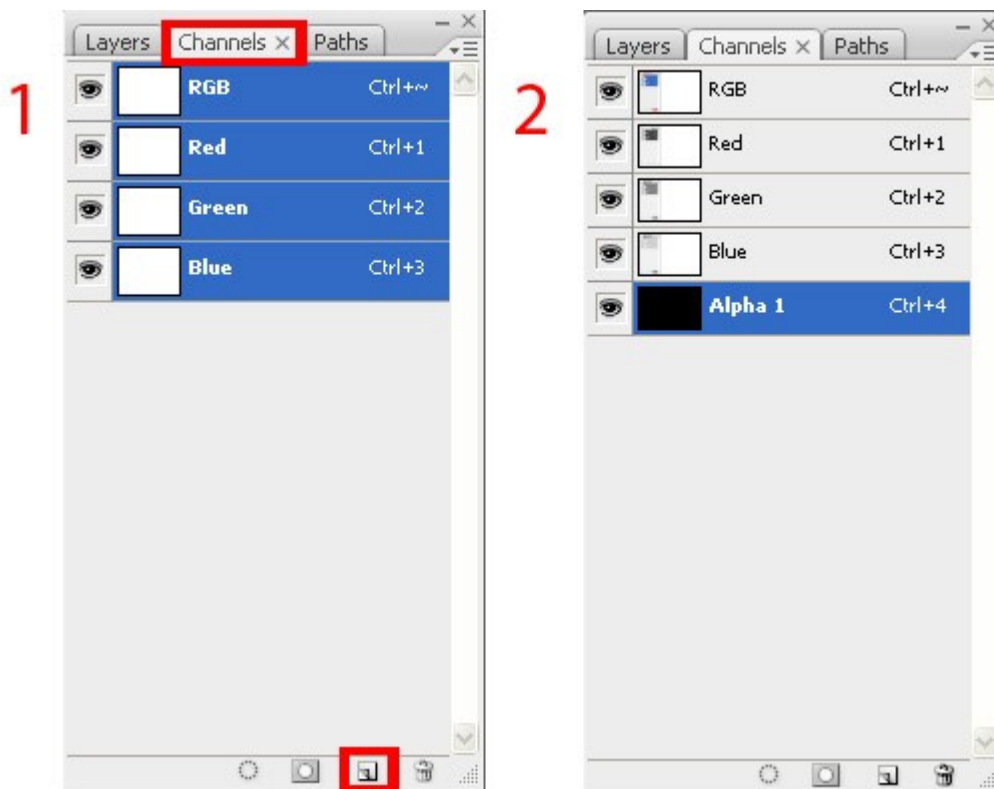 1
Layers Channels × Paths
RGB Ctrl+~
Red Ctrl+1
Green Ctrl+2
Blue Ctrl+3
2
Layers Channels × Paths
RGB Ctrl+~
Red Ctrl+1
Green Ctrl+2
Blue Ctrl+3
Alpha 1 Ctrl+4